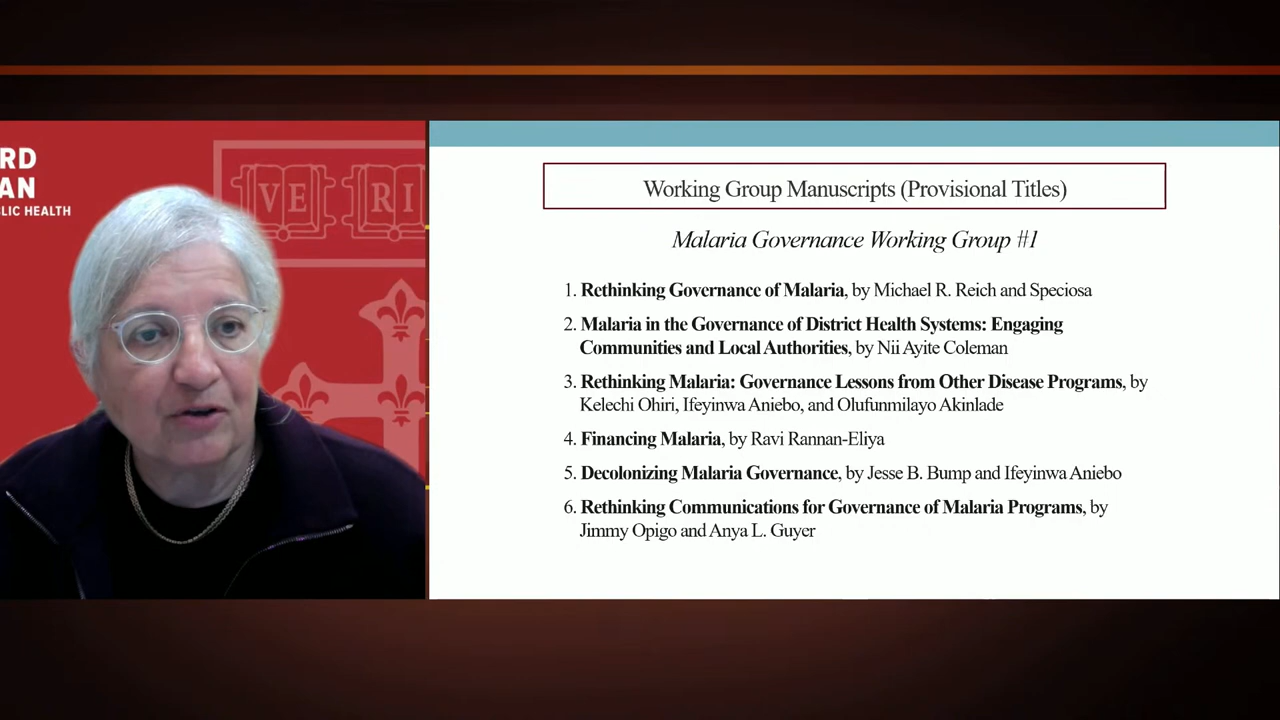 RD
AN
LIC HEALTH
VE
RI
Working Group Manuscripts (Provisional Titles)
Malaria Governance Working Group #1
1. Rethinking Governance of Malaria, by Michael R. Reich and Speciosa
2. Malaria in the Governance of District Health Systems: Engaging
Communities and Local Authorities, by Nii Ayite Coleman
3. Rethinking Malaria: Governance Lessons from Other Disease Programs, by
Kelechi Ohiri, Ifeyinwa Aniebo, and Olufunmilayo Akinlade
4. Financing Malaria, by Ravi Rannan-Eliya
5. Decolonizing Malaria Governance, by Jesse B. Bump and Ifeyinwa Aniebo
6. Rethinking Communications for Governance of Malaria Programs, by
Jimmy Opigo and Anya L. Guyer